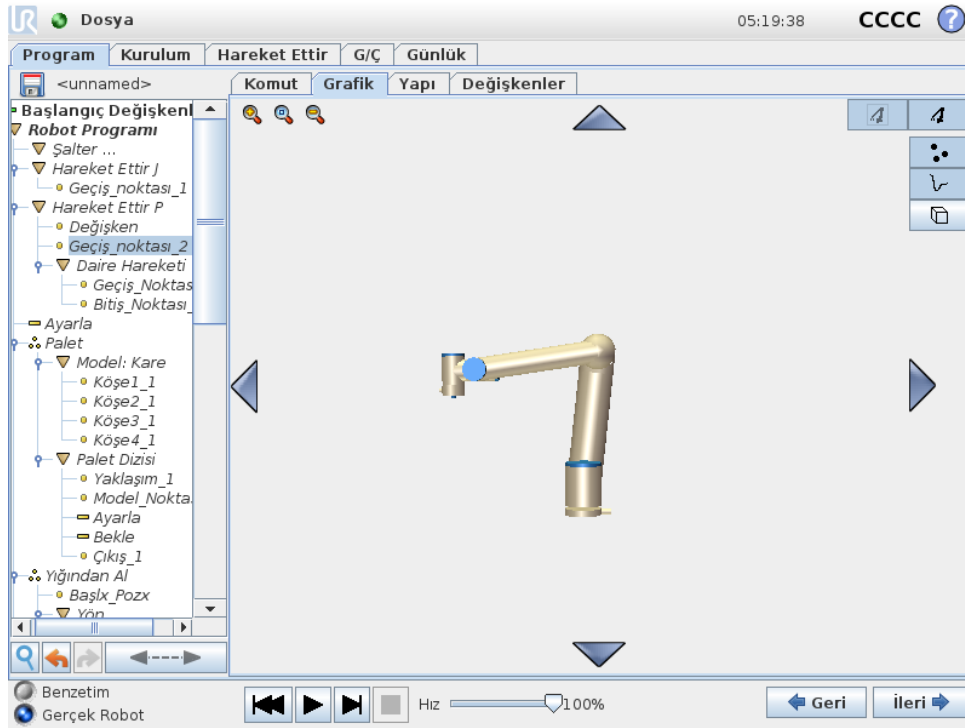 UR Dosya 05:19:38 CCCC ?
Program Kurulum Hareket Ettir G/Ç Günlük
<unnamed> Komut Grafik Yapı Değişkenler
Başlangıç Değişkenl
Robot Programı
Şalter ...
Hareket Ettir J
Geçiş_noktası_1
Hareket Ettir P
Değişken
Geçiş_noktası_2
Daire Hareketi
Geçiş_Noktas
Bitiş_Noktası_
Ayarla
Palet
Model: Kare
Köşe1_1
Köşe2_1
Köşe3_1
Köşe4_1
Palet Dizisi
Yaklaşım_1
Model_Nokta
Ayarla
Bekle
Çıkış_1
Yığından Al
Başlx_Pozx
Yön
Benzetim
Gerçek Robot
Hız 100% Geri İleri